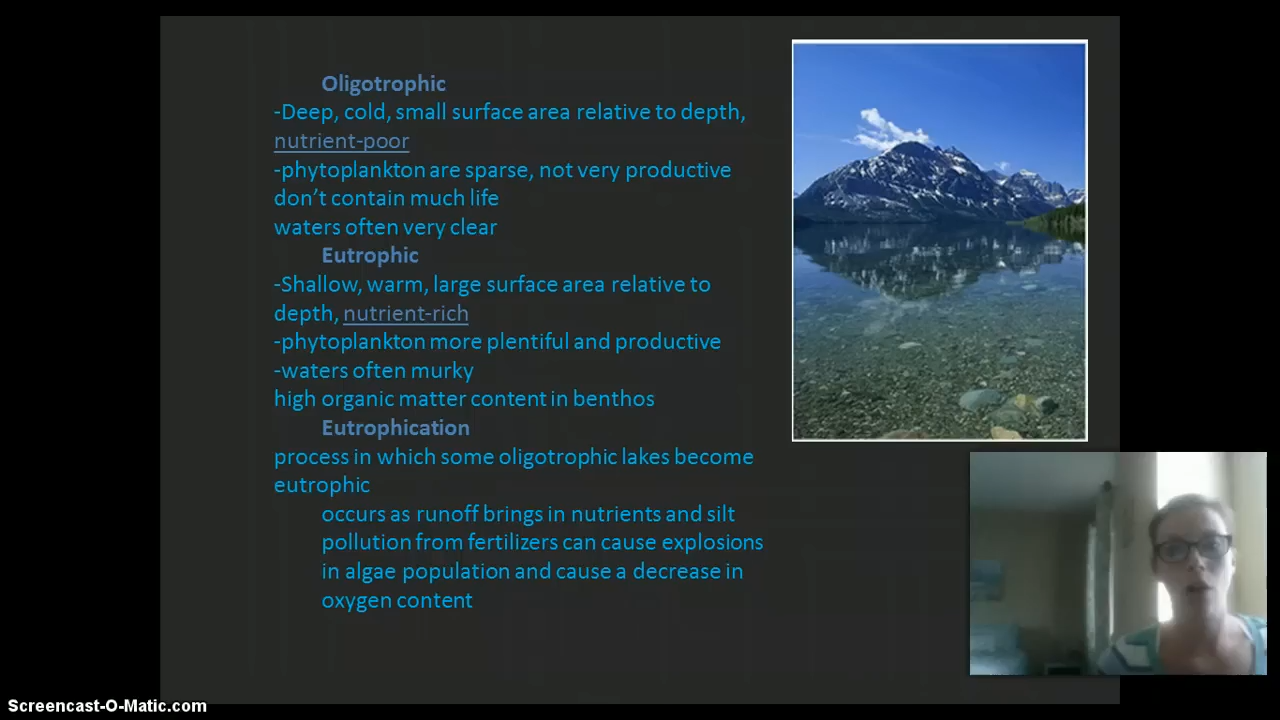 Oligotrophic
-Deep, cold, small surface area relative to depth,
nutrient-poor
-phytoplankton are sparse, not very productive
don’t contain much life
waters often very clear
Eutrophic
-Shallow, warm, large surface area relative to
depth, nutrient-rich
-phytoplankton more plentiful and productive
-waters often murky
high organic matter content in benthos
Eutrophication
process in which some oligotrophic lakes become
eutrophic
occurs as runoff brings in nutrients and silt
pollution from fertilizers can cause explosions
in algae population and cause a decrease in
oxygen content
Screencast-O-Matic.com